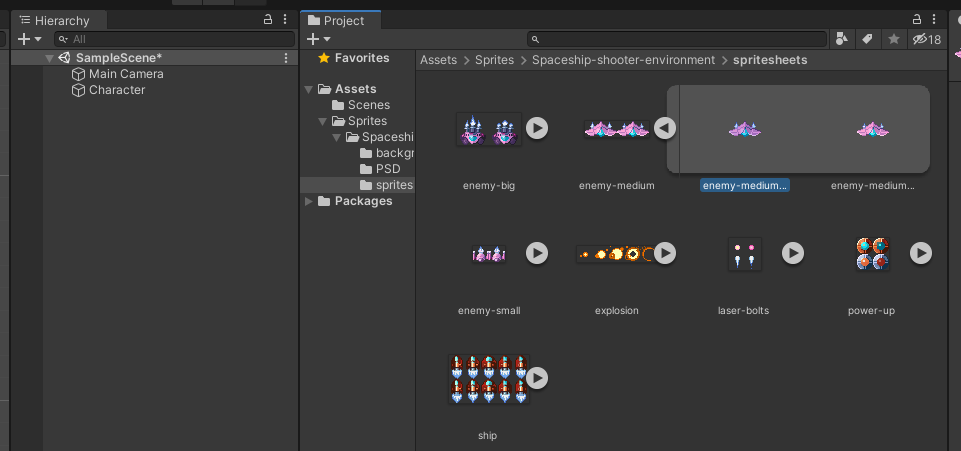 Hierarchy
All
SampleScene*
Main Camera
Character
Project
18
Favorites
Assets
Scenes
Sprites
Spaceshi
backgr
PSD
sprites
Packages
Assets > Sprites > Spaceship-shooter-environment > spritesheets
enemy-big
enemy-medium
enemy-medium...
enemy-medium...
enemy-small
explosion
laser-bolts
power-up
ship